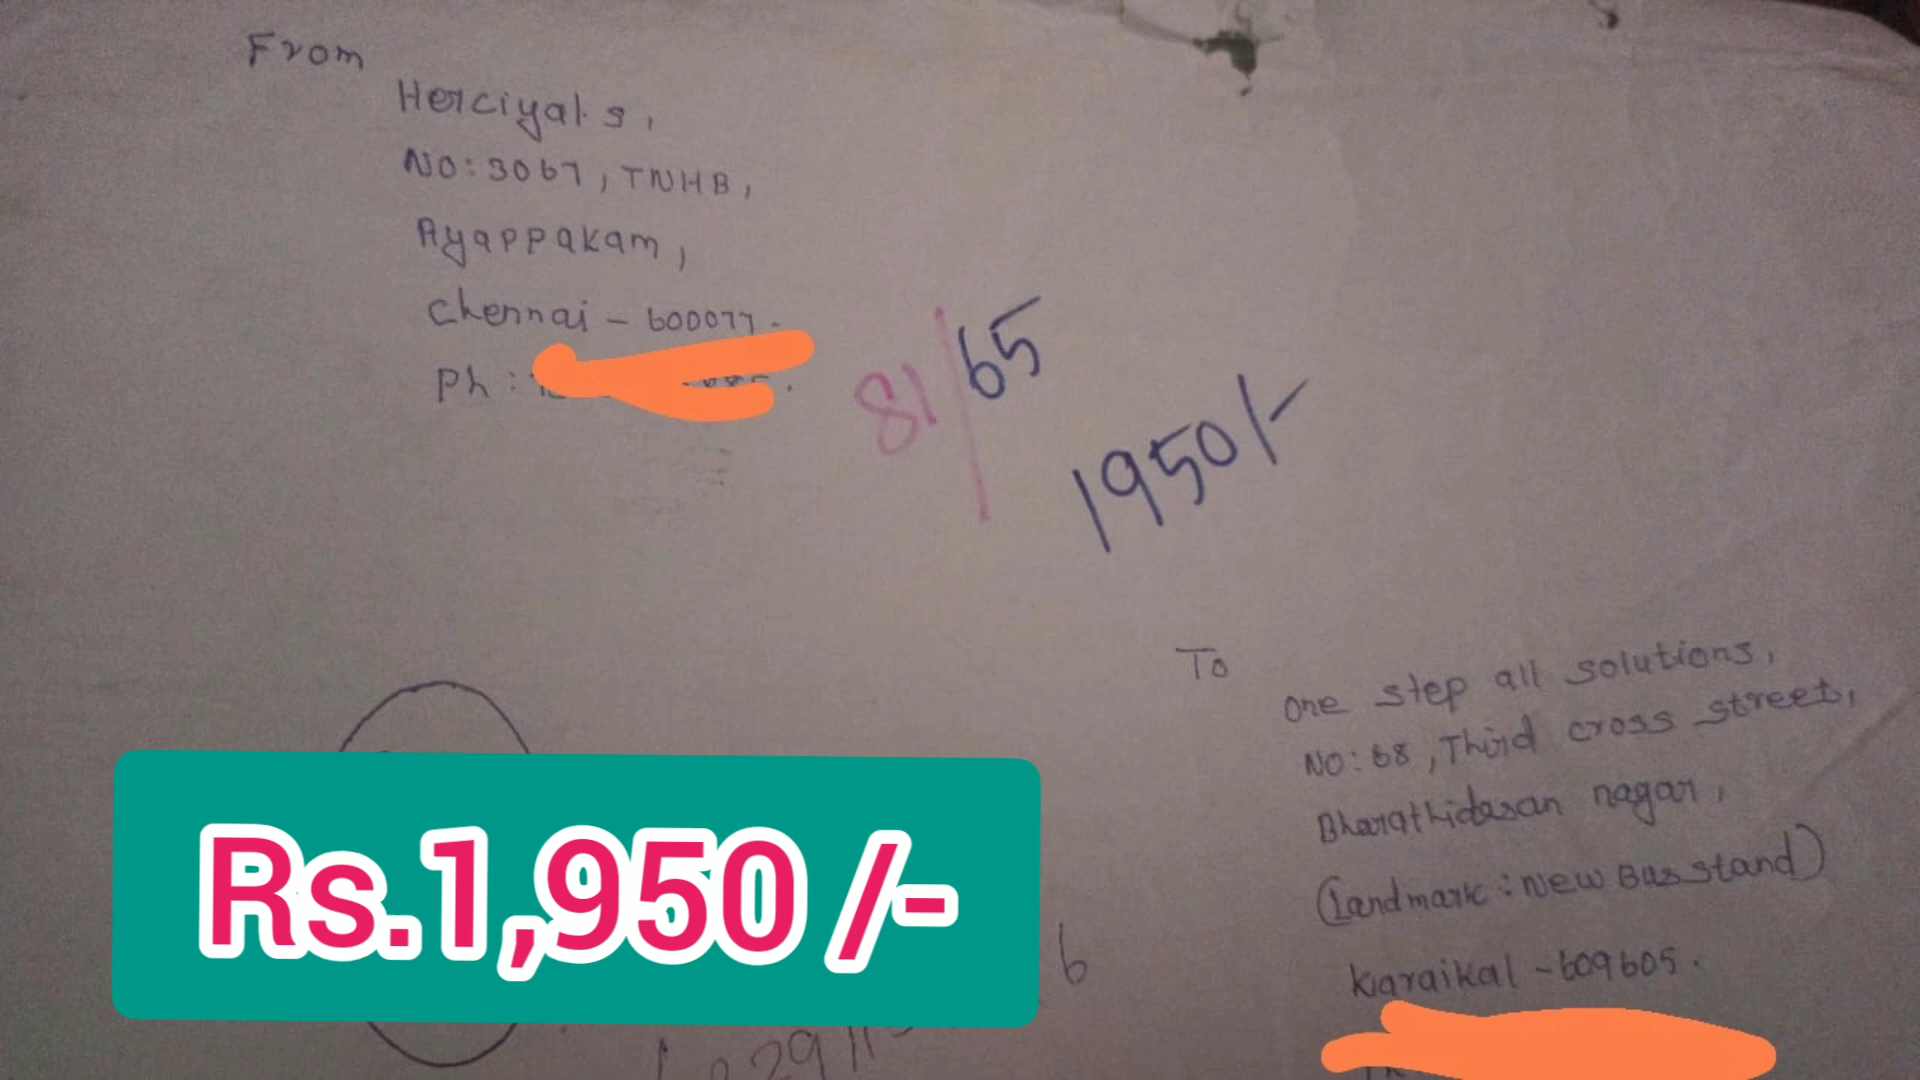 From
Herciyal.s,
NO:3067, TNHB,
Ayappakam,
Chennai - 600077.
Ph :
81/65
1950/-
To
one step all solutions,
NO: 68, Third cross street,
Bharathidasan nagar,
(Landmark : New Bus stand)
Karaikal - 609605.
Rs.1,950/-
6